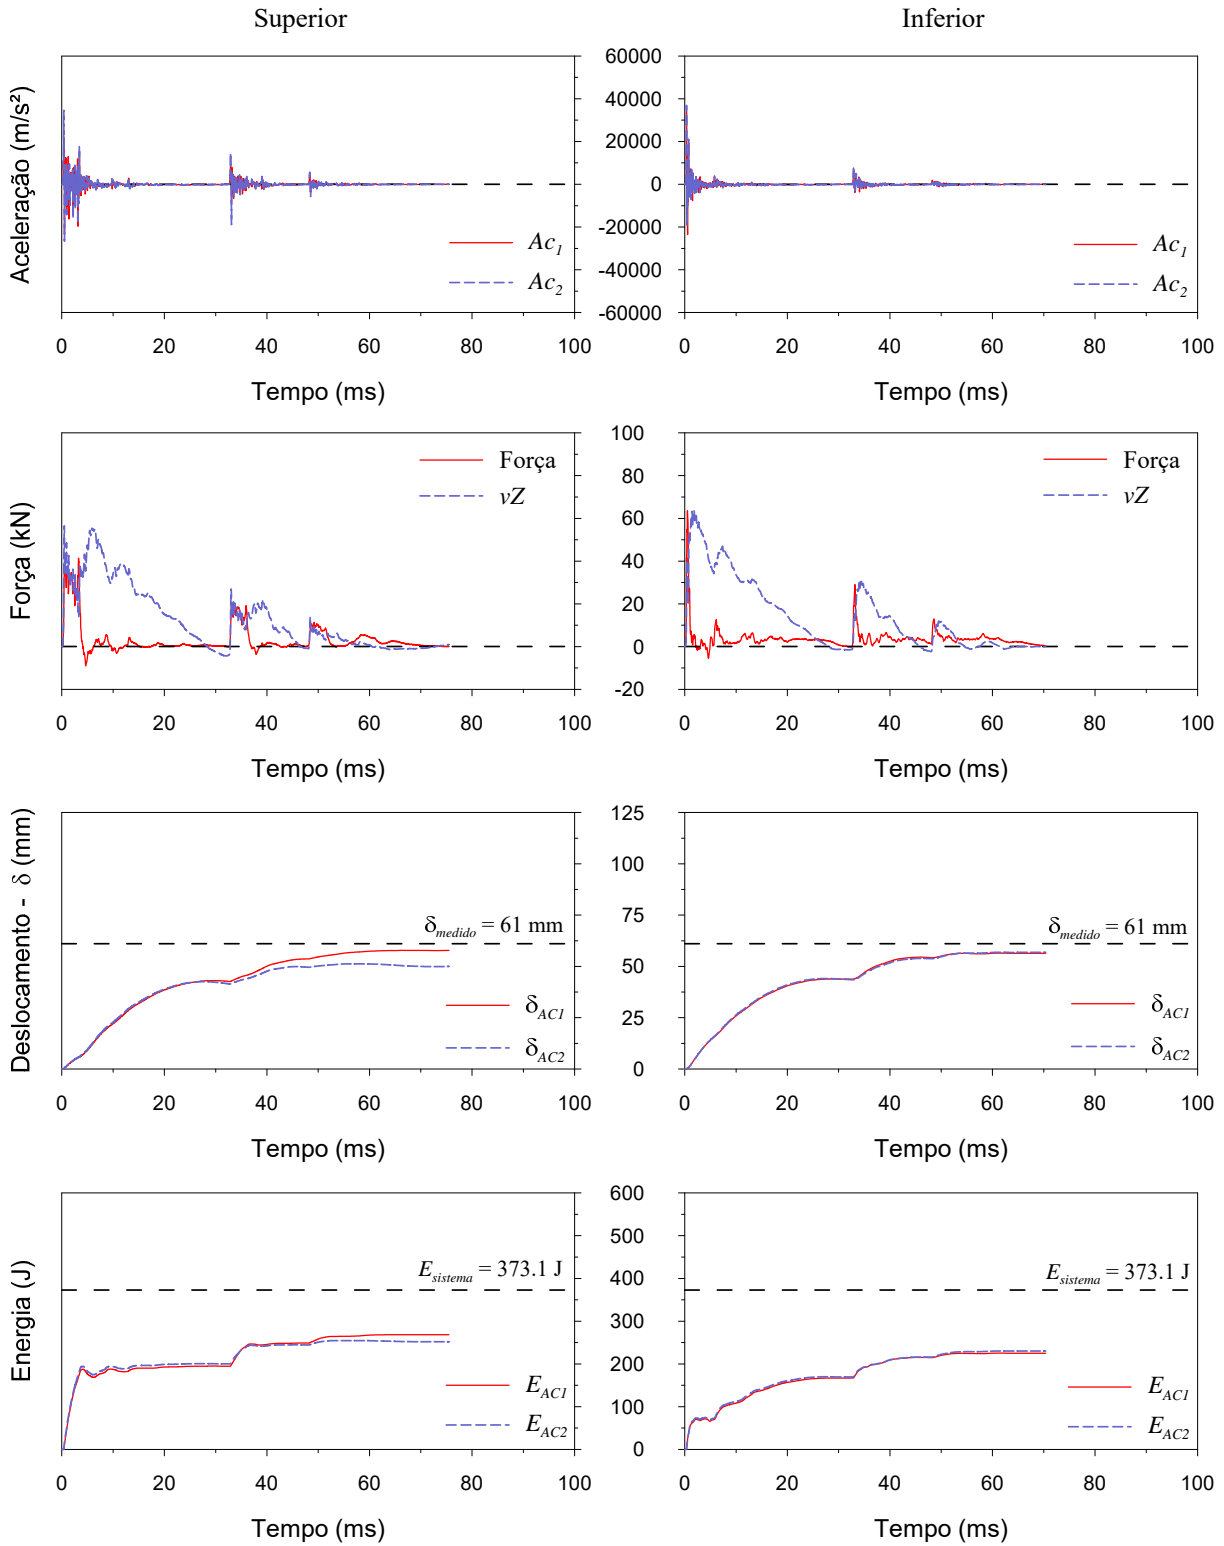 Superior Inferior
Aceleração (m/s²)
60000
40000
20000
0
-20000
-40000
-60000
Ac1
Ac2
Ac1
Ac2
0 20 40 60 80 100 0 20 40 60 80 100
Tempo (ms) Tempo (ms)
Força (kN)
100
80
60
40
20
0
-20
Força
vZ
Força
vZ
0 20 40 60 80 100 0 20 40 60 80 100
Tempo (ms) Tempo (ms)
Deslocamento - δ (mm)
125
100
75
50
25
0
δmedido = 61 mm
δmedido = 61 mm
δAC1
δAC2
δAC1
δAC2
0 20 40 60 80 100 0 20 40 60 80 100
Tempo (ms) Tempo (ms)
Energia (J)
600
500
400
300
200
100
0
Esistema = 373.1 J
Esistema = 373.1 J
EAC1
EAC2
EAC1
EAC2
0 20 40 60 80 100 0 20 40 60 80 100
Tempo (ms) Tempo (ms)